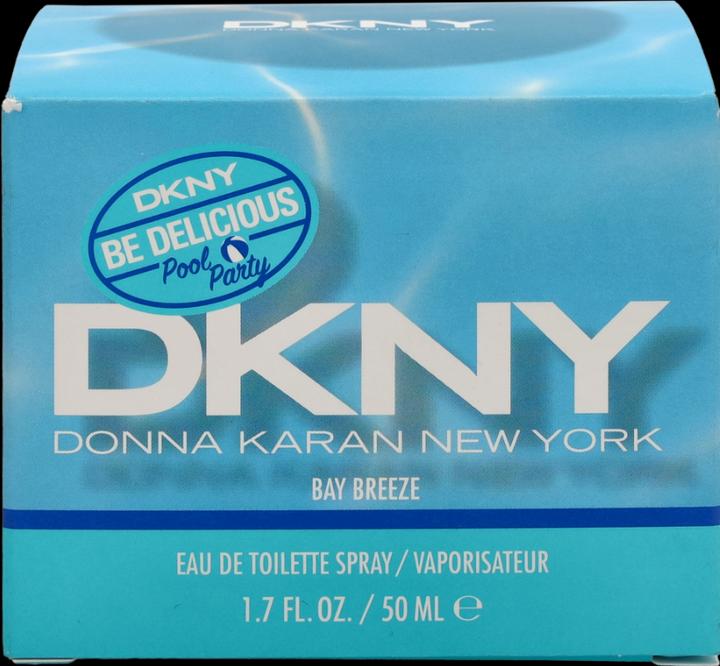 DKNY
DONNA KARAN NEW YORK
DKNY
BE DELICIOUS
Pool Party
DKNY
DONNA KARAN NEW YORK
BAY BREEZE
EAU DE TOILETTE SPRAY / VAPORISATEUR
1.7 FL. OZ. / 50 ML ℮